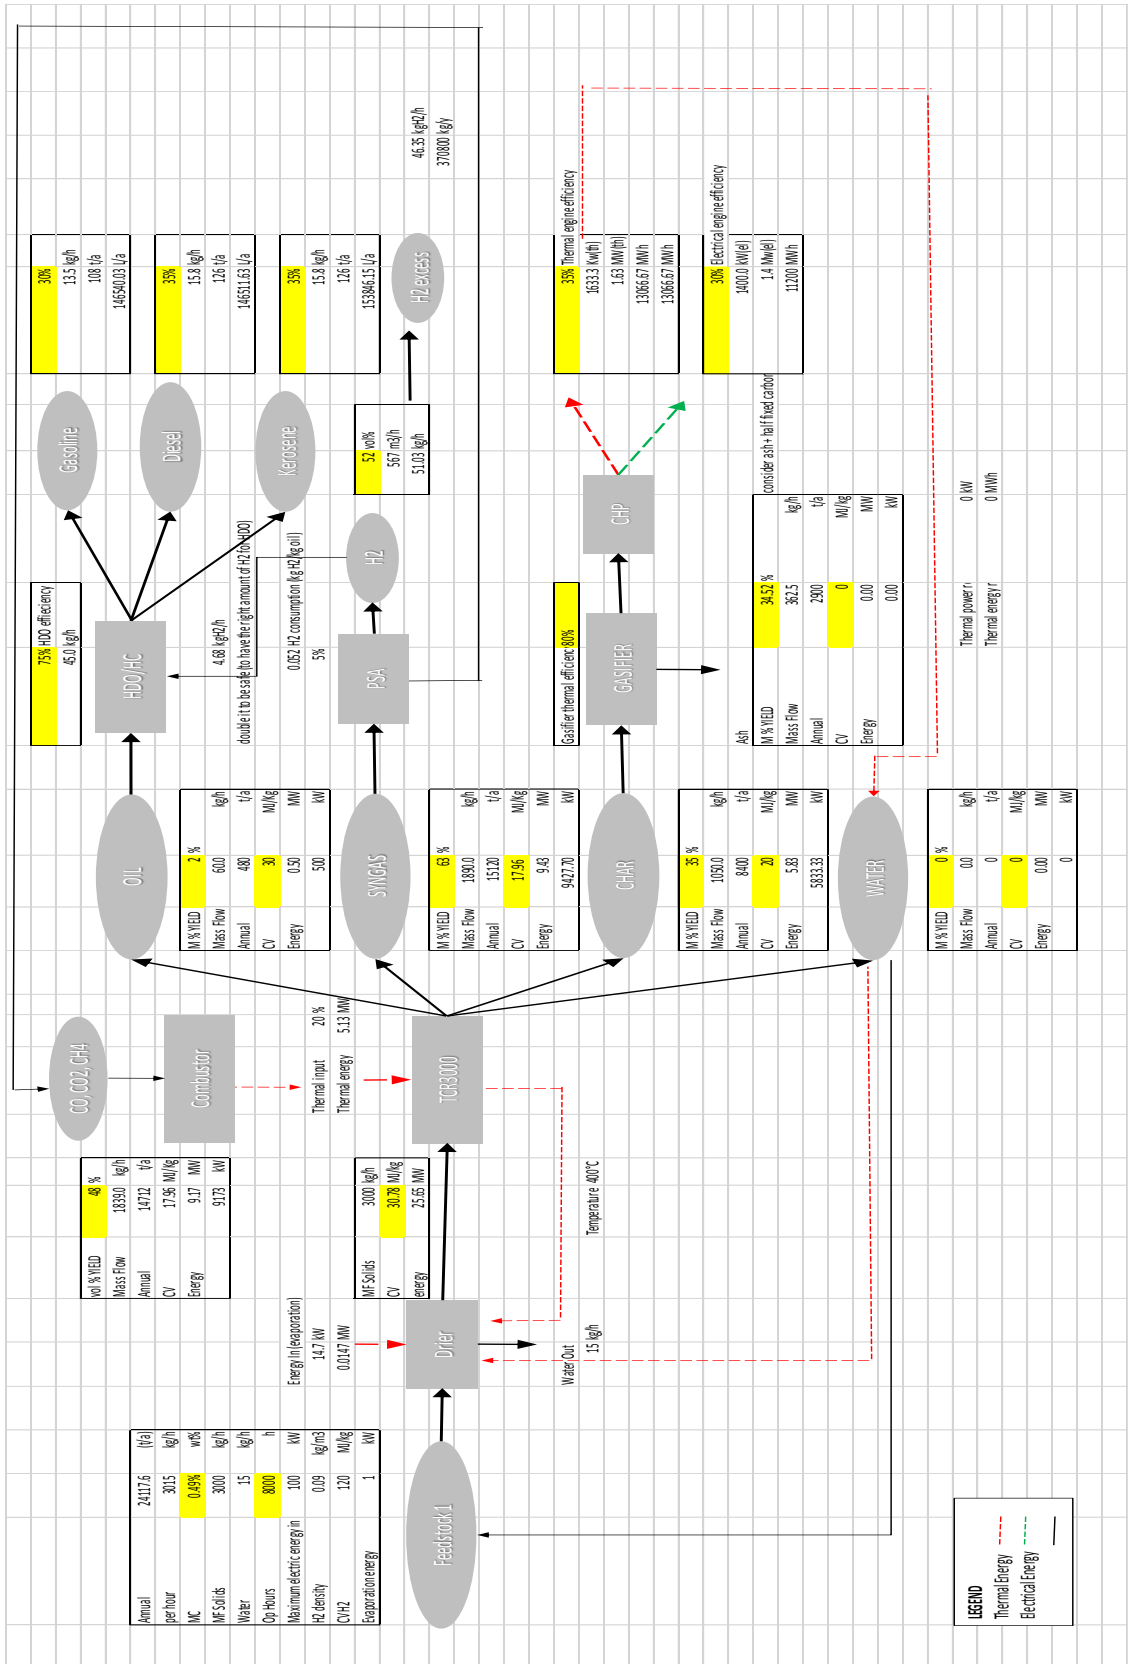 Annual 24117.6 (t/a)
per hour 3015 kg/h
MC 0.49% wt%
MF Solids 3000 kg/h
Water 15 kg/h
Op Hours 8000 h
Maximum electric energy in 100 kW
H2 density 0.09 kg/m3
CV H2 120 MJ/kg
Evaporation energy 1 kW
Feedstock 1
LEGEND
Thermal Energy
Electrical Energy
vol % YIELD 48 %
Mass Flow 1839.0 kg/h
Annual 14712 t/a
CV 17.96 MJ/Kg
Energy 9.17 MW
9173 kW
Energy In (evaporation)
14.7 kW
0.0147 MW
MF Solids 3000 kg/h
CV 30.78 MJ/Kg
energy 25.65 MW
Drier
Water Out
15 kg/h
Temperature 400°C
CO, CO2, CH4
Combustor
Thermal input 20 %
Thermal energy 5.13 MW
TCR3000
OIL
M % YIELD 2 %
Mass Flow 60.0 kg/h
Annual 480 t/a
CV 30 MJ/Kg
Energy 0.50 MW
500 kW
SYNGAS
M % YIELD 63 %
Mass Flow 1890.0 kg/h
Annual 15120 t/a
CV 17.96 MJ/Kg
Energy 9.43 MW
9427.70 kW
CHAR
M % YIELD 35 %
Mass Flow 1050.0 kg/h
Annual 8400 t/a
CV 20 MJ/Kg
Energy 5.83 MW
5833.33 kW
WATER
M % YIELD 0 %
Mass Flow 0.0 kg/h
Annual 0 t/a
CV 0 MJ/kg
Energy 0.00 MW
0 kW
75% HDO effieciency
45.0 kg/h
HDO/HC
4.68 kgH2/h
double it to be safe (to have the right amount of H2 for HDO)
0.052 H2 consumption (kg H2/kg oil)
5%
PSA
H2
Gasifier thermal efficienc 80%
GASIFIER
CHP
Ash
consider ash + half fixed carbon
M % YIELD 34.52 %
Mass Flow 362.5 kg/h
Annual 2900 t/a
CV 0 MJ/kg
Energy 0.00 MW
0.00 kW
Thermal power r 0 kW
Thermal energy r 0 MWh
Gasoline
30%
13.5 kg/h
108 t/a
146540.03 L/a
Diesel
35%
15.8 kg/h
126 t/a
146511.63 L/a
Kerosene
35%
15.8 kg/h
126 t/a
153846.15 L/a
52 vol%
567 m3/h
51.03 kg/h
H2 excess
46.35 kgH2/h
370800 kg/y
35% Thermal engine efficiency
1633.3 Kw(th)
1.63 MW(th)
13066.67 MWh
13066.67 MWh
30% Electrical engine efficiency
1400.0 kW(el)
1.4 Mw(el)
11200 MWh